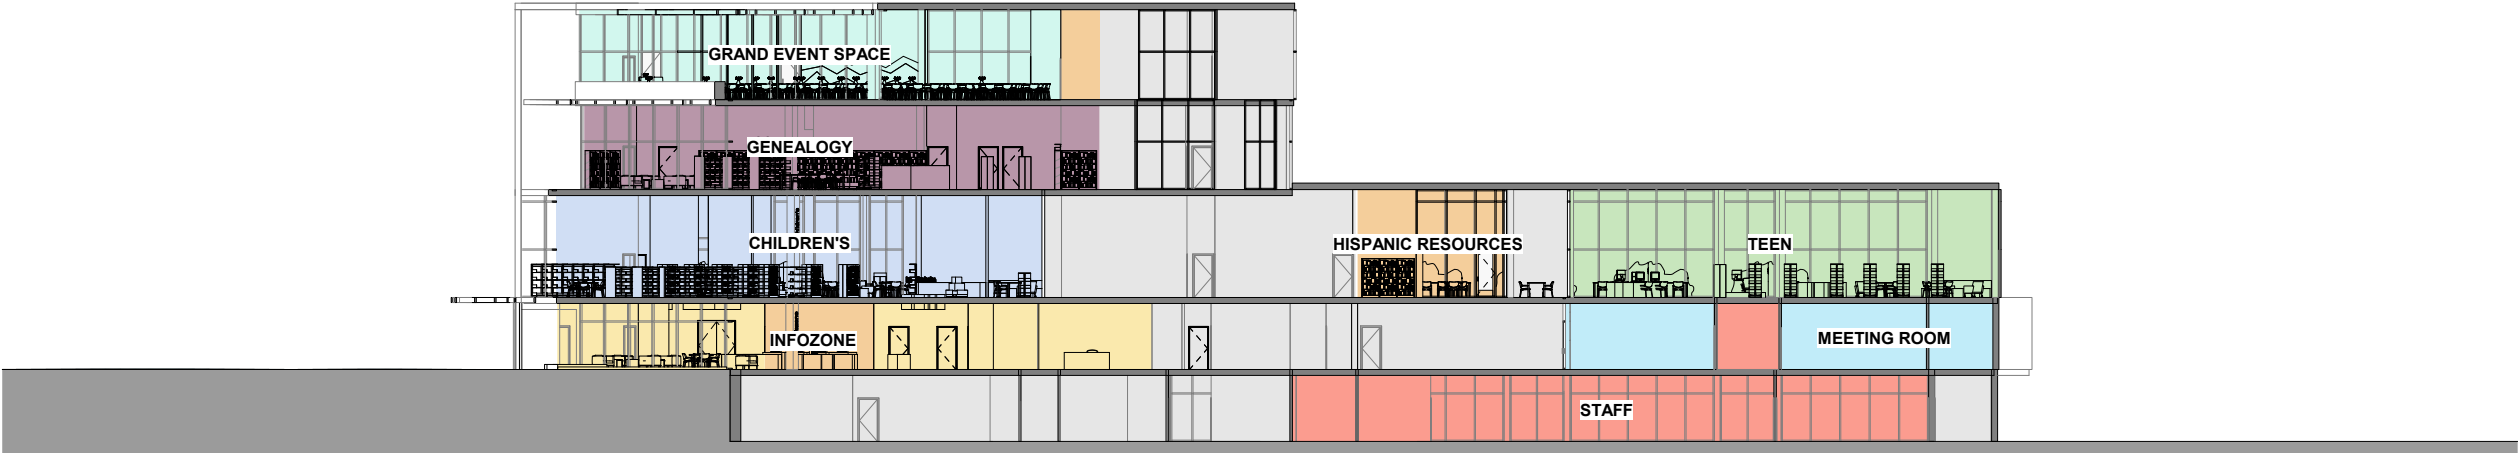 GRAND EVENT SPACE
GENEALOGY
CHILDREN'S
HISPANIC RESOURCES
TEEN
INFOZONE
MEETING ROOM
STAFF